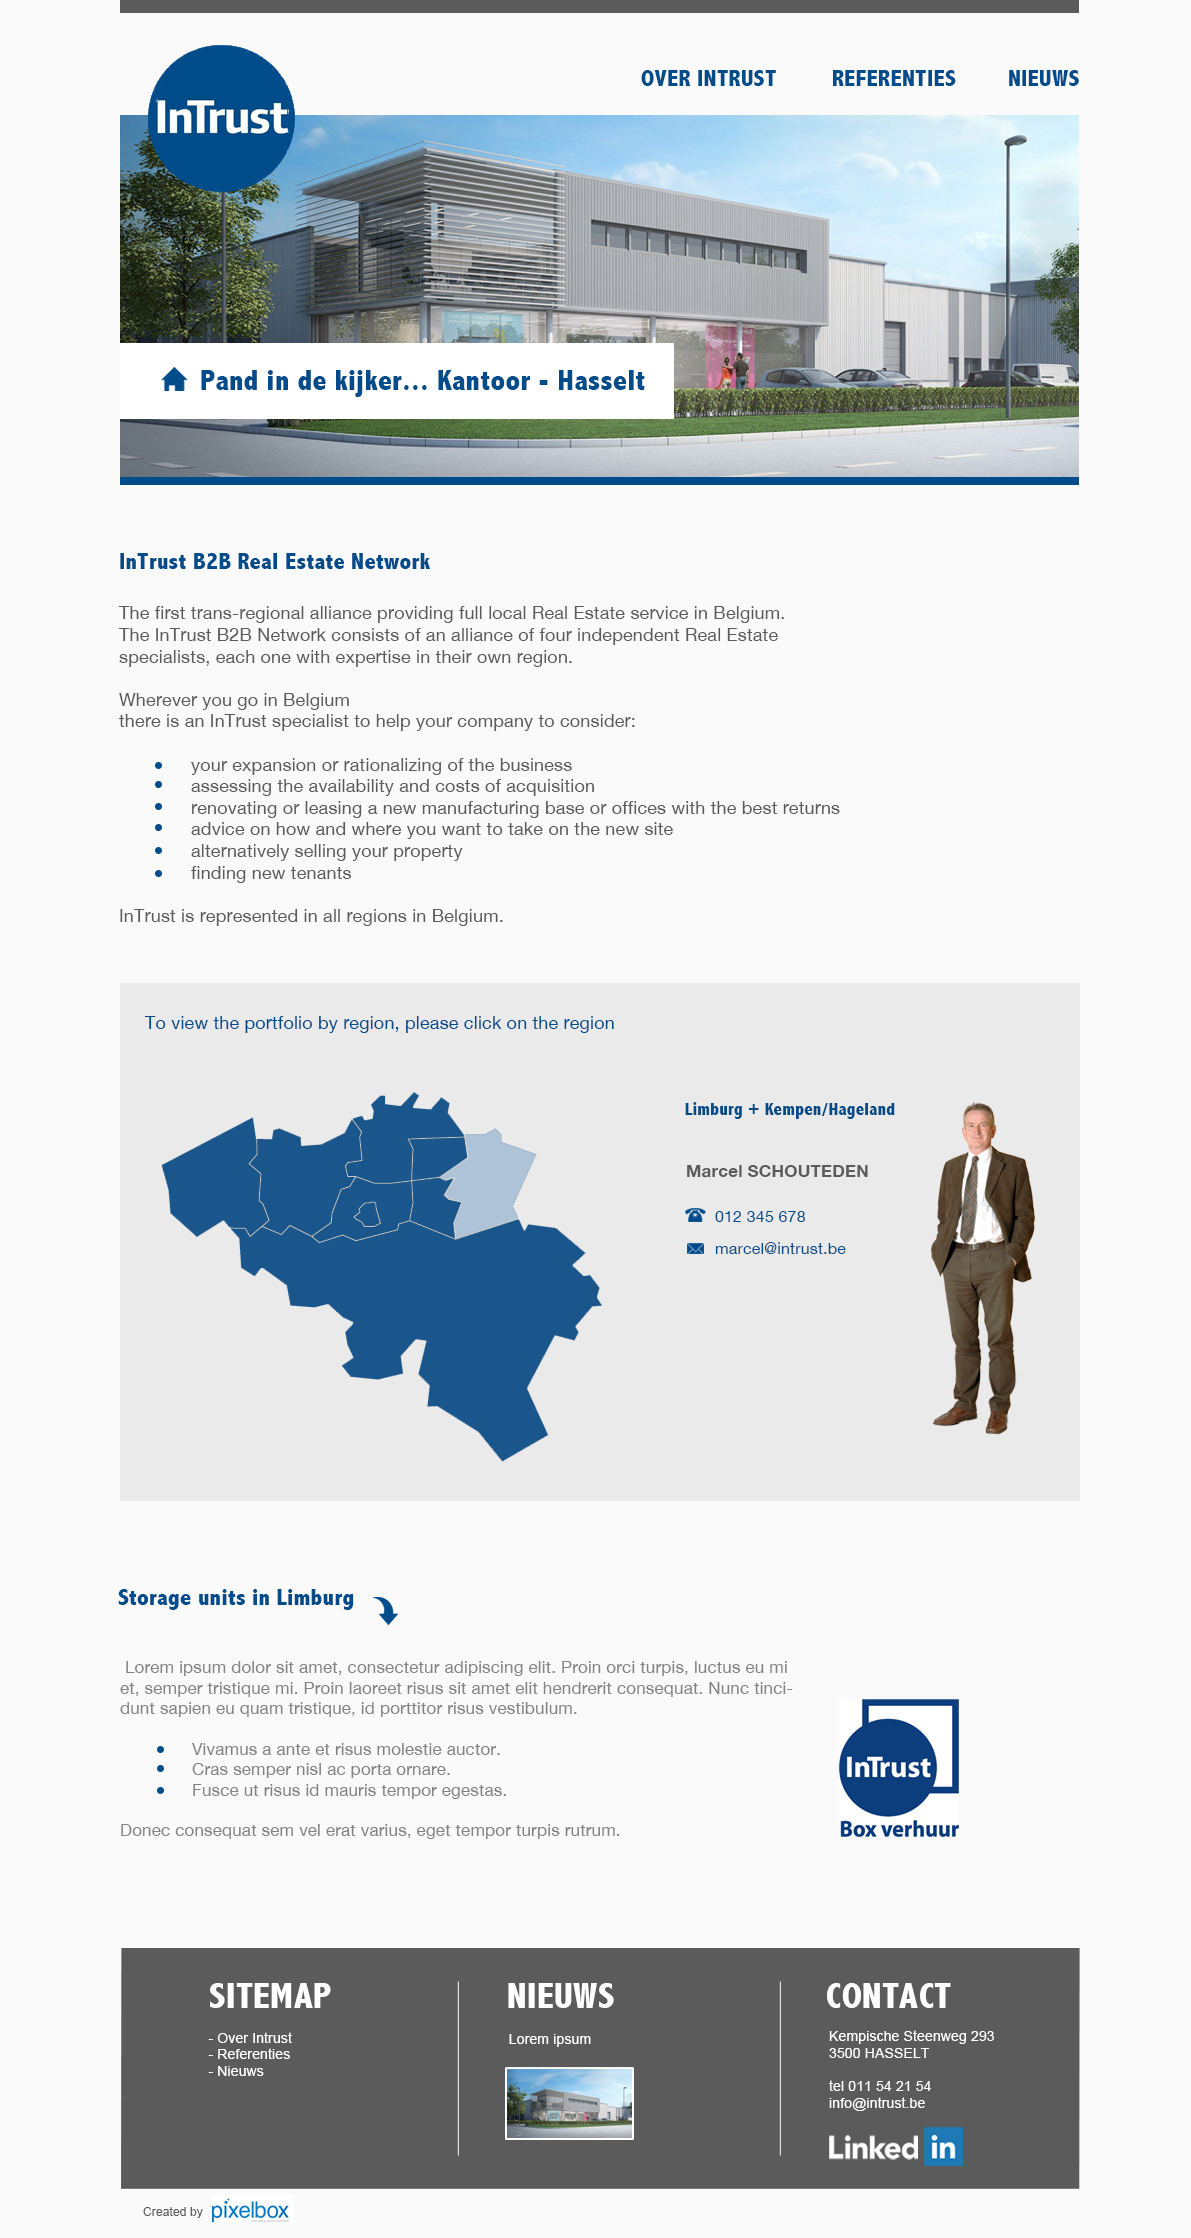 InTrust
OVER INTRUST REFERENTIES NIEUWS
Pand in de kijker... Kantoor - Hasselt
InTrust B2B Real Estate Network
The first trans-regional alliance providing full local Real Estate service in Belgium.
The InTrust B2B Network consists of an alliance of four independent Real Estate
specialists, each one with expertise in their own region.
Wherever you go in Belgium
there is an InTrust specialist to help your company to consider:
• your expansion or rationalizing of the business
• assessing the availability and costs of acquisition
• renovating or leasing a new manufacturing base or offices with the best returns
• advice on how and where you want to take on the new site
• alternatively selling your property
• finding new tenants
InTrust is represented in all regions in Belgium.
To view the portfolio by region, please click on the region
Limburg + Kempen/Hageland
Marcel SCHOUTEDEN
012 345 678
marcel@intrust.be
Storage units in Limburg
Lorem ipsum dolor sit amet, consectetur adipiscing elit. Proin orci turpis, luctus eu mi
et, semper tristique mi. Proin laoreet risus sit amet elit hendrerit consequat. Nunc tinci-
dunt sapien eu quam tristique, id porttitor risus vestibulum.
• Vivamus a ante et risus molestie auctor.
• Cras semper nisl ac porta ornare.
• Fusce ut risus id mauris tempor egestas.
Donec consequat sem vel erat varius, eget tempor turpis rutrum.
InTrust
Box verhuur
SITEMAP
- Over Intrust
- Referenties
- Nieuws
NIEUWS
Lorem ipsum
CONTACT
Kempische Steenweg 293
3500 HASSELT
tel 011 54 21 54
info@intrust.be
Linked in
Created by pixelbox